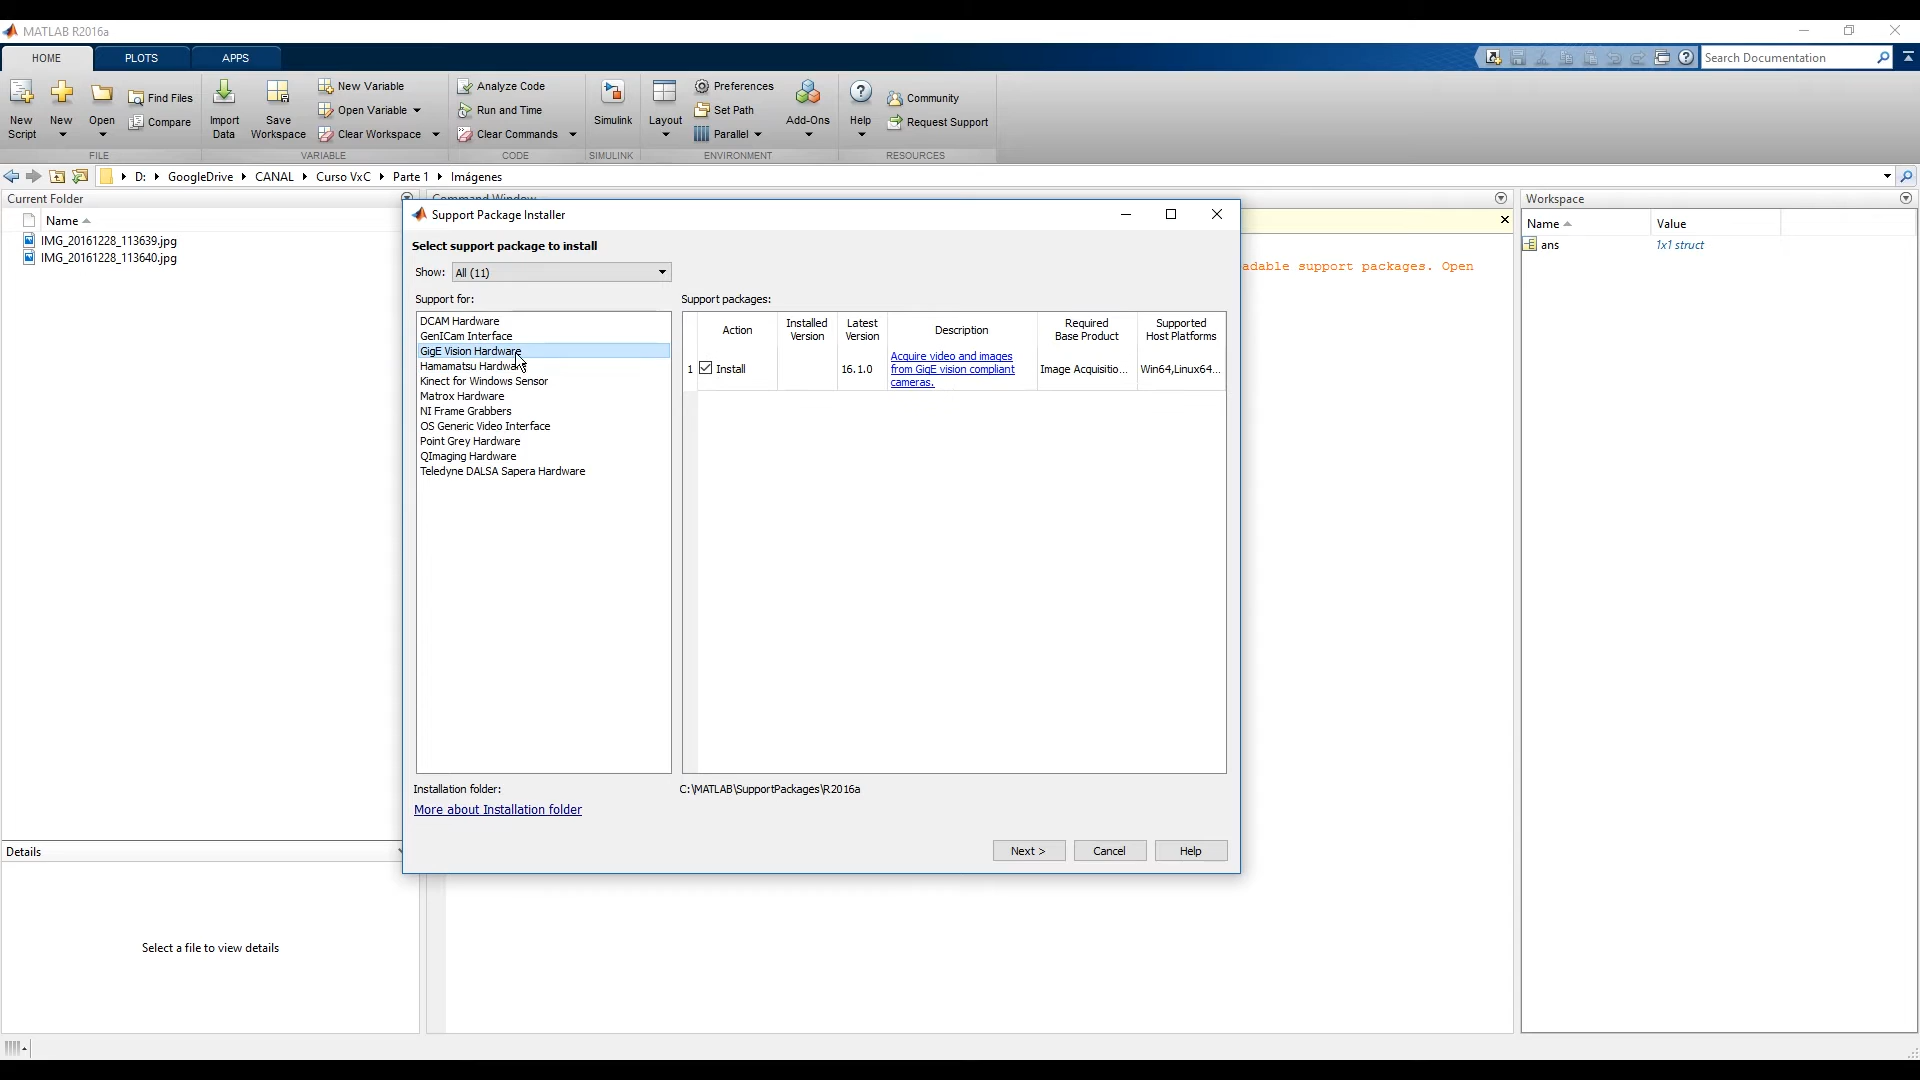 MATLAB R2016a
HOME
PLOTS
APPS
Search Documentation
New Script
New
Open
Find Files
Compare
FILE
Import Data
Save Workspace
New Variable
Open Variable
Clear Workspace
VARIABLE
Analyze Code
Run and Time
Clear Commands
CODE
Simulink
SIMULINK
Layout
Preferences
Set Path
Parallel
Add-Ons
ENVIRONMENT
Help
Community
Request Support
RESOURCES
D: GoogleDrive CANAL Curso VxC Parte 1 Imágenes
Current Folder
Name
IMG_20161228_113639.jpg
IMG_20161228_113640.jpg
Details
Select a file to view details
Command Window
adable support packages. Open
Support Package Installer
Select support package to install
Show: All (11)
Support for:
DCAM Hardware
GenICam Interface
GigE Vision Hardware
Hamamatsu Hardware
Kinect for Windows Sensor
Matrox Hardware
NI Frame Grabbers
OS Generic Video Interface
Point Grey Hardware
QImaging Hardware
Teledyne DALSA Sapera Hardware
Support packages:
Action
Installed Version
Latest Version
Description
Required Base Product
Supported Host Platforms
1 Install
16.1.0
Acquire video and images
from GigE vision compliant
cameras.
Image Acquisitio...
Win64,Linux64...
Installation folder:
C:\MATLAB\SupportPackages\R2016a
More about Installation folder
Next >
Cancel
Help
Workspace
Name Value
ans 1x1 struct